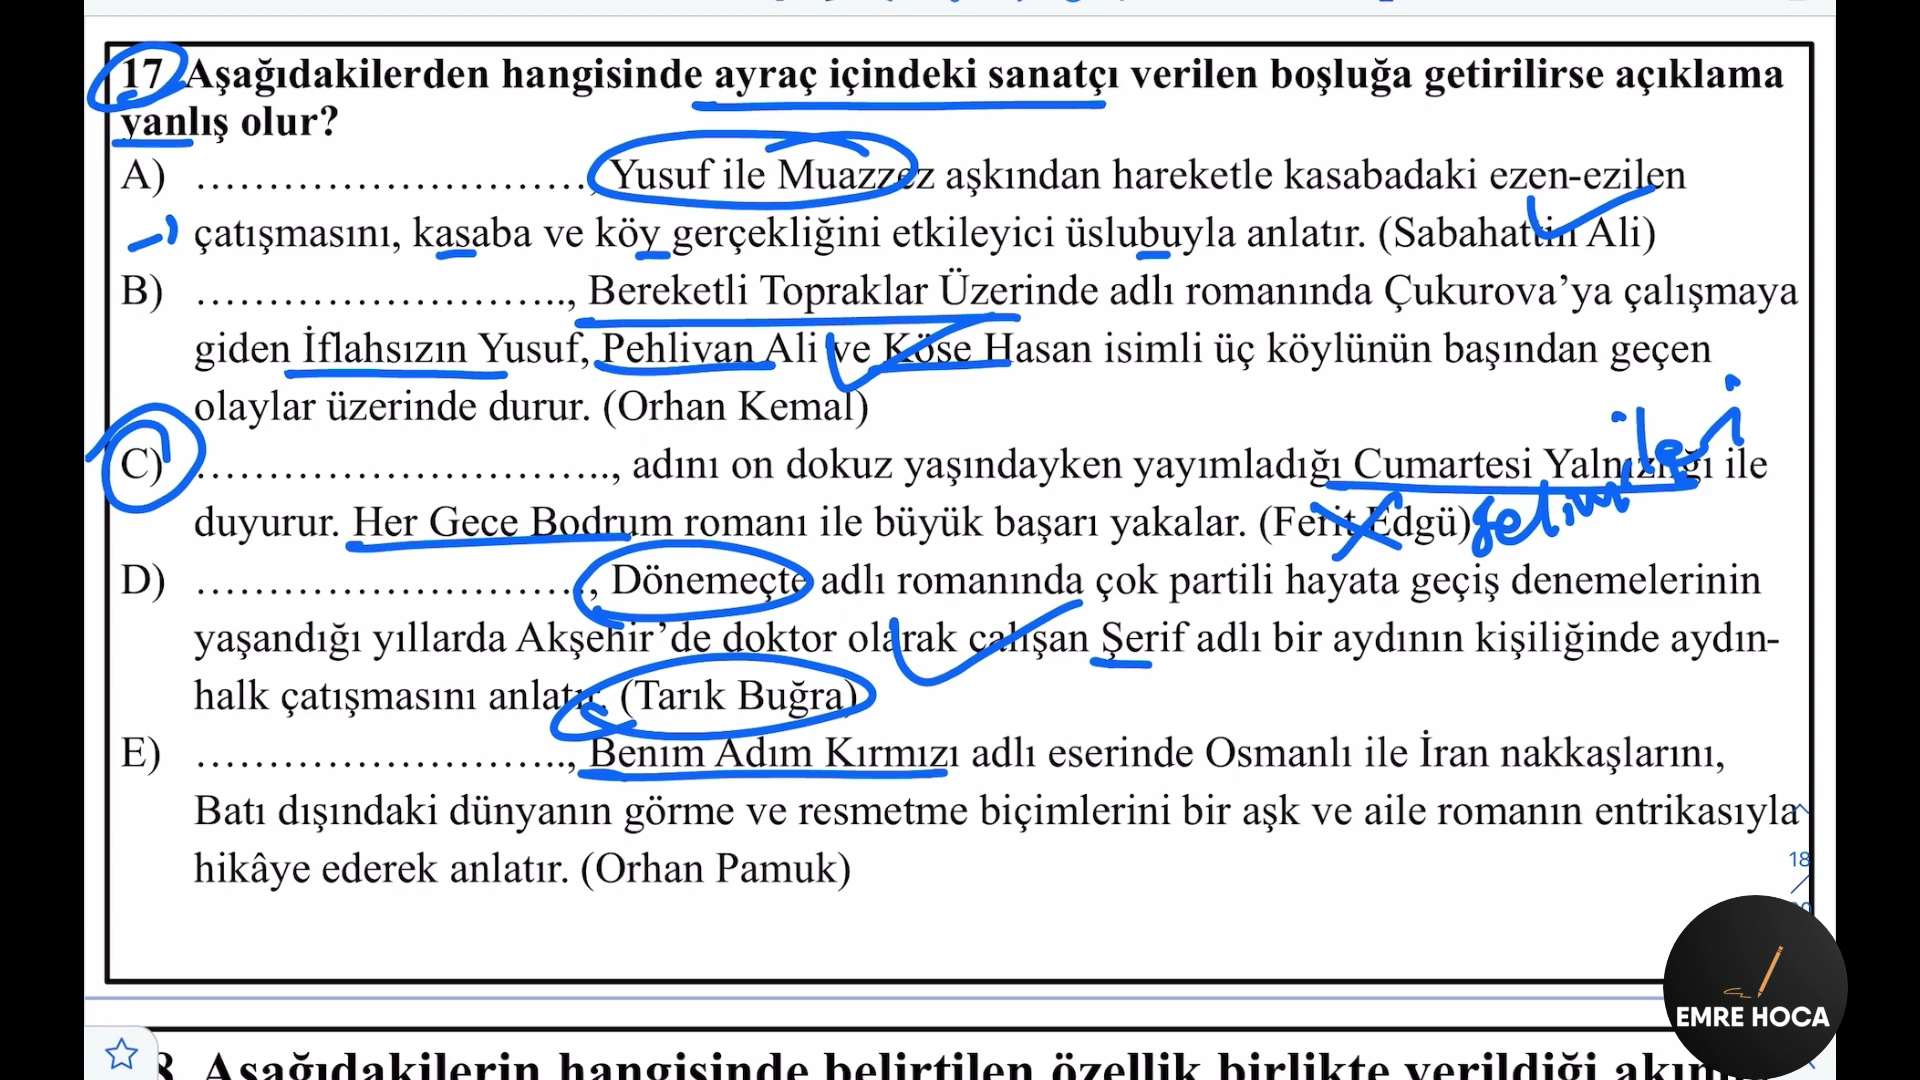 17 Aşağıdakilerden hangisinde ayraç içindeki sanatçı verilen boşluğa getirilirse açıklama
yanlış olur?
A) …………………………, Yusuf ile Muazzez aşkından hareketle kasabadaki ezen-ezilen
çatışmasını, kasaba ve köy gerçekliğini etkileyici üslubuyla anlatır. (Sabahattin Ali)
B) …………………….., Bereketli Topraklar Üzerinde adlı romanında Çukurova’ya çalışmaya
giden İflahsızın Yusuf, Pehlivan Ali ve Köse Hasan isimli üç köylünün başından geçen
olaylar üzerinde durur. (Orhan Kemal)
C) ……………………….., adını on dokuz yaşındayken yayımladığı Cumartesi Yalnızlığı ile
duyurur. Her Gece Bodrum romanı ile büyük başarı yakalar. (Ferit Edgü)
selim ileri
D) ………………………, Dönemeçte adlı romanında çok partili hayata geçiş denemelerinin
yaşandığı yıllarda Akşehir’de doktor olarak çalışan Şerif adlı bir aydının kişiliğinde aydın-
halk çatışmasını anlatır. (Tarık Buğra)
E) …………………….., Benim Adım Kırmızı adlı eserinde Osmanlı ile İran nakkaşlarını,
Batı dışındaki dünyanın görme ve resmetme biçimlerini bir aşk ve aile romanın entrikasıyla
hikâye ederek anlatır. (Orhan Pamuk)
18
EMRE HOCA
8. Aşağıdakilerin hangisinde belirtilen özellik birlikte verildiği